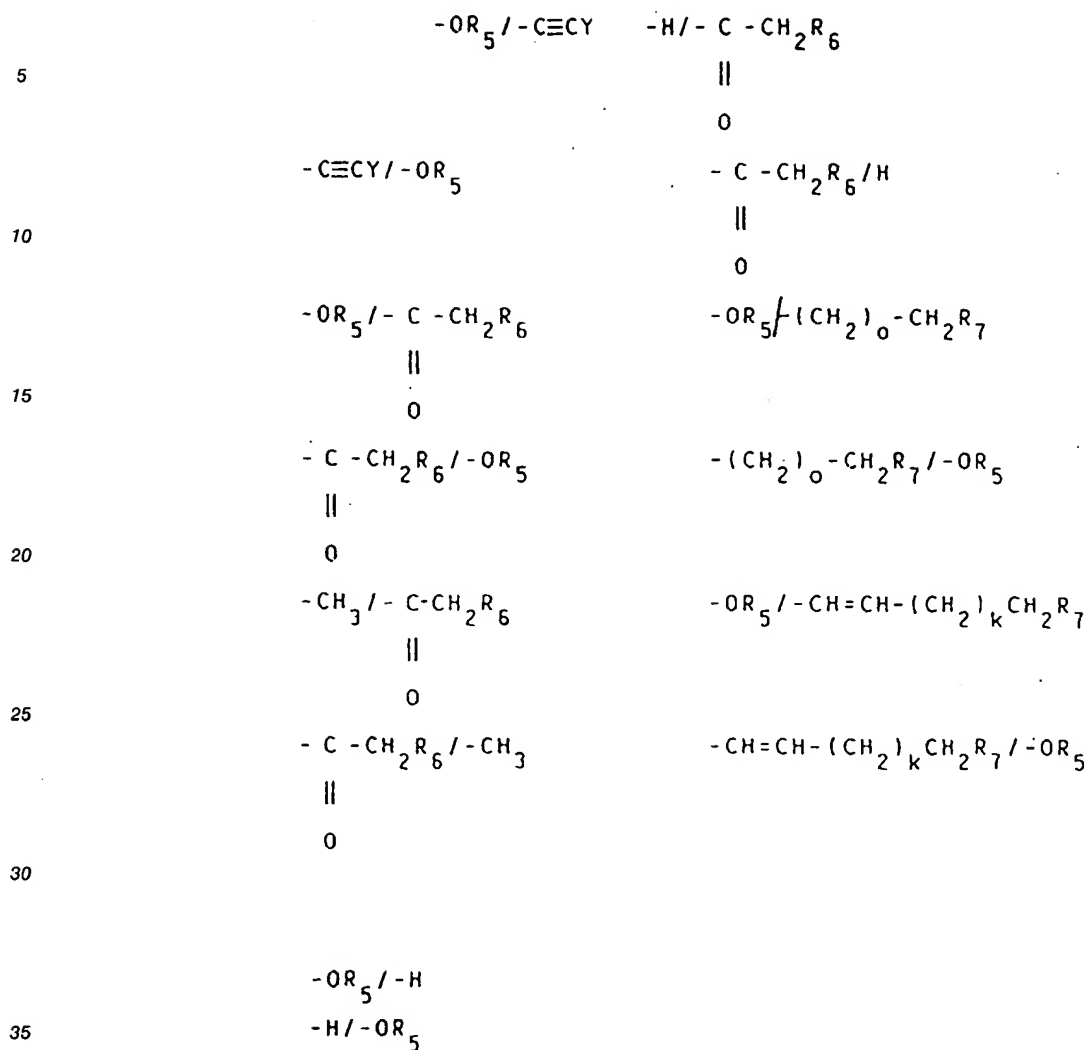 -OR5/-C≡CY -H/- C -CH2R6
5 ||
O
-C≡CY/-OR5 - C -CH2R6/H
||
10
O
-OR5/- C -CH2R6 -OR5/-(CH2)o-CH2R7
||
15
O
- C -CH2R6/-OR5 -(CH2)o-CH2R7/-OR5
||
20 O
-CH3/- C-CH2R6 -OR5/-CH=CH-(CH2)kCH2R7
||
O
25
- C -CH2R6/-CH3 -CH=CH-(CH2)kCH2R7/-OR5
||
O
30
-OR5/-H
35 -H/-OR5